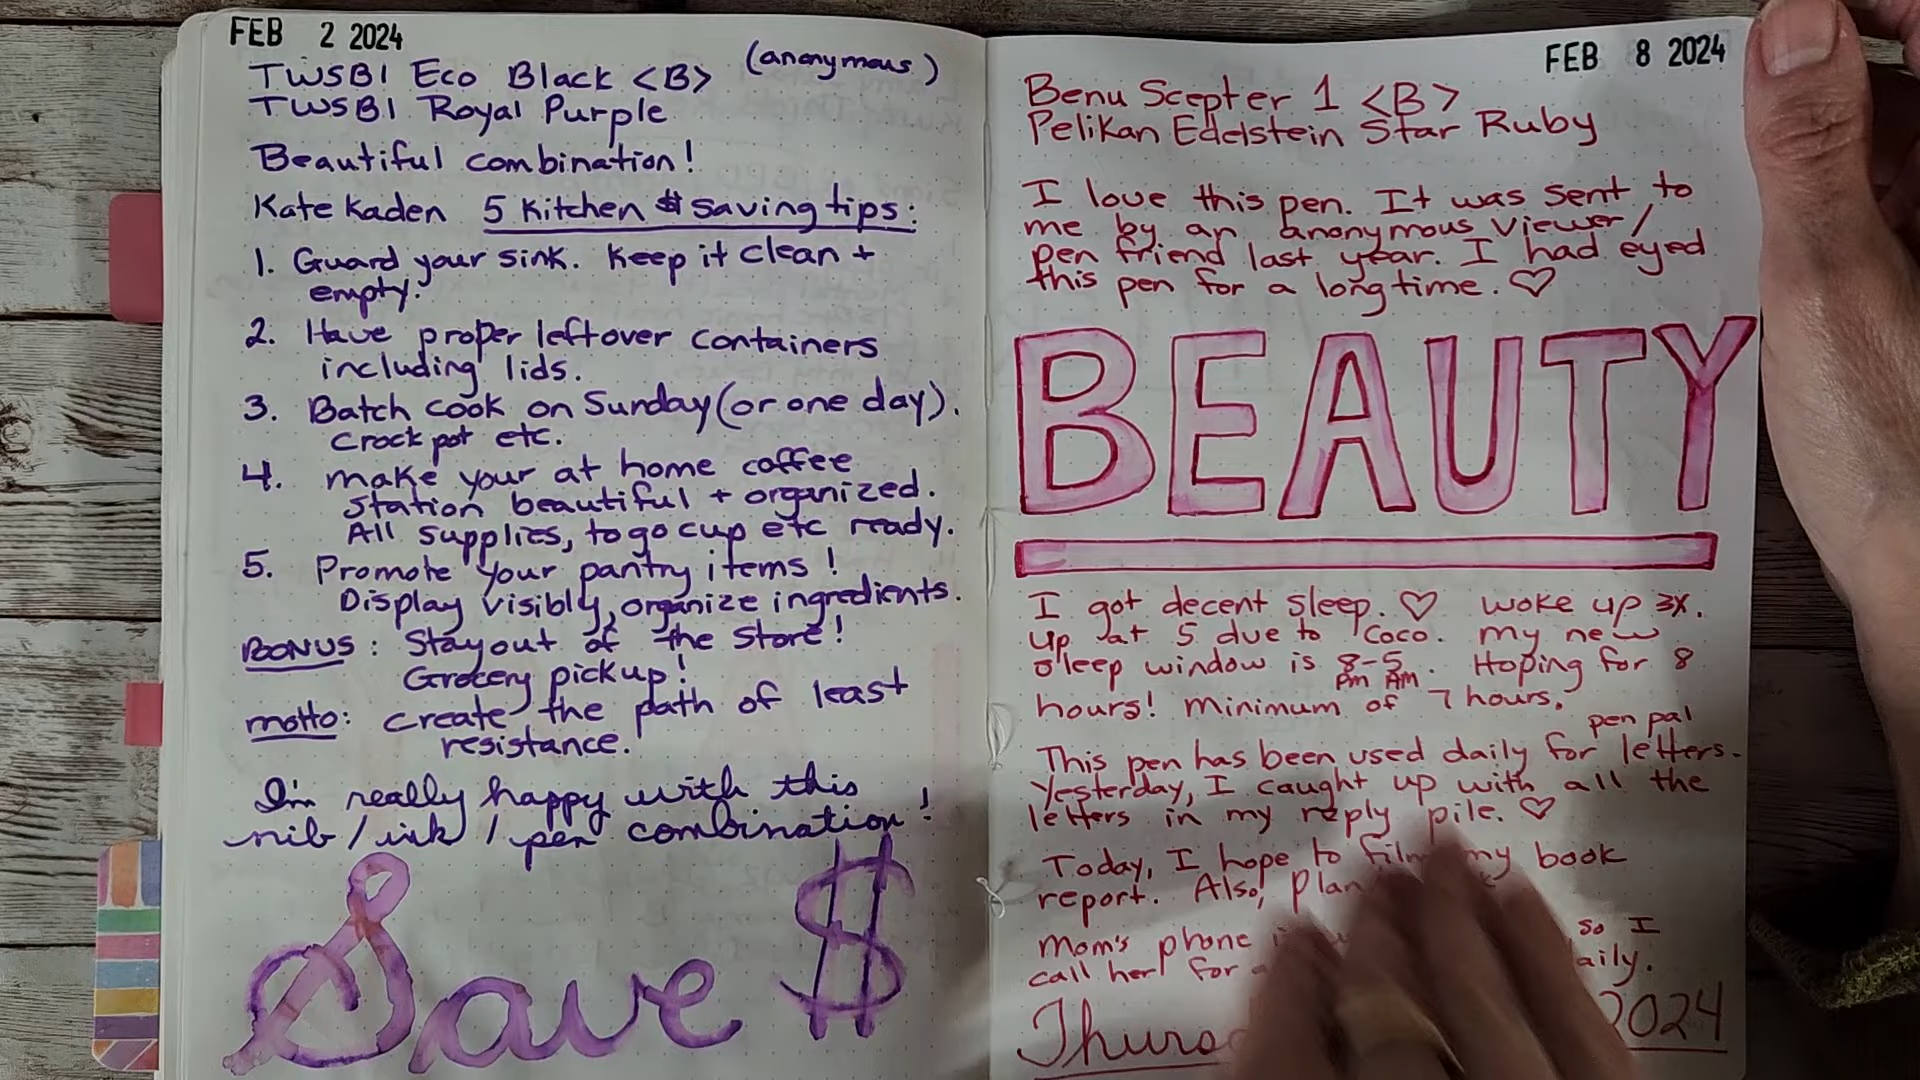 FEB 2 2024
TWSBI Eco Black <B> (anonymous)
TWSBI Royal Purple
Beautiful combination!
Kate Kaden 5 Kitchen $ saving tips:
1. Guard your sink. Keep it clean +
empty.
2. Have proper leftover containers
including lids.
3. Batch cook on Sunday (or one day).
Crock pot etc.
4. make your at home coffee
station beautiful + organized.
All supplies, to go cup etc ready.
5. Promote your pantry items!
Display visibly, organize ingredients.
BONUS: Stay out of the store!
Grocery pickup!
motto: create the path of least
resistance.
I'm really happy with this
nib / ink / pen combination!
Save $
FEB 8 2024
Benu Scepter 1 <B>
Pelikan Edelstein Star Ruby
I love this pen. It was sent to
me by an anonymous viewer/
pen friend last year. I had eyed
this pen for a long time. ♡
BEAUTY
I got decent sleep. ♡ woke up 3x.
up at 5 due to Coco. my new
sleep window is 8-5. Hoping for 8
pm AM
hours! minimum of 7 hours.
This pen has been used daily for pen pal letters.
Yesterday, I caught up with all the
letters in my reply pile. ♡
Today, I hope to film my book
report. Also, plan
Mom's phone so I
call her for aily.
2024